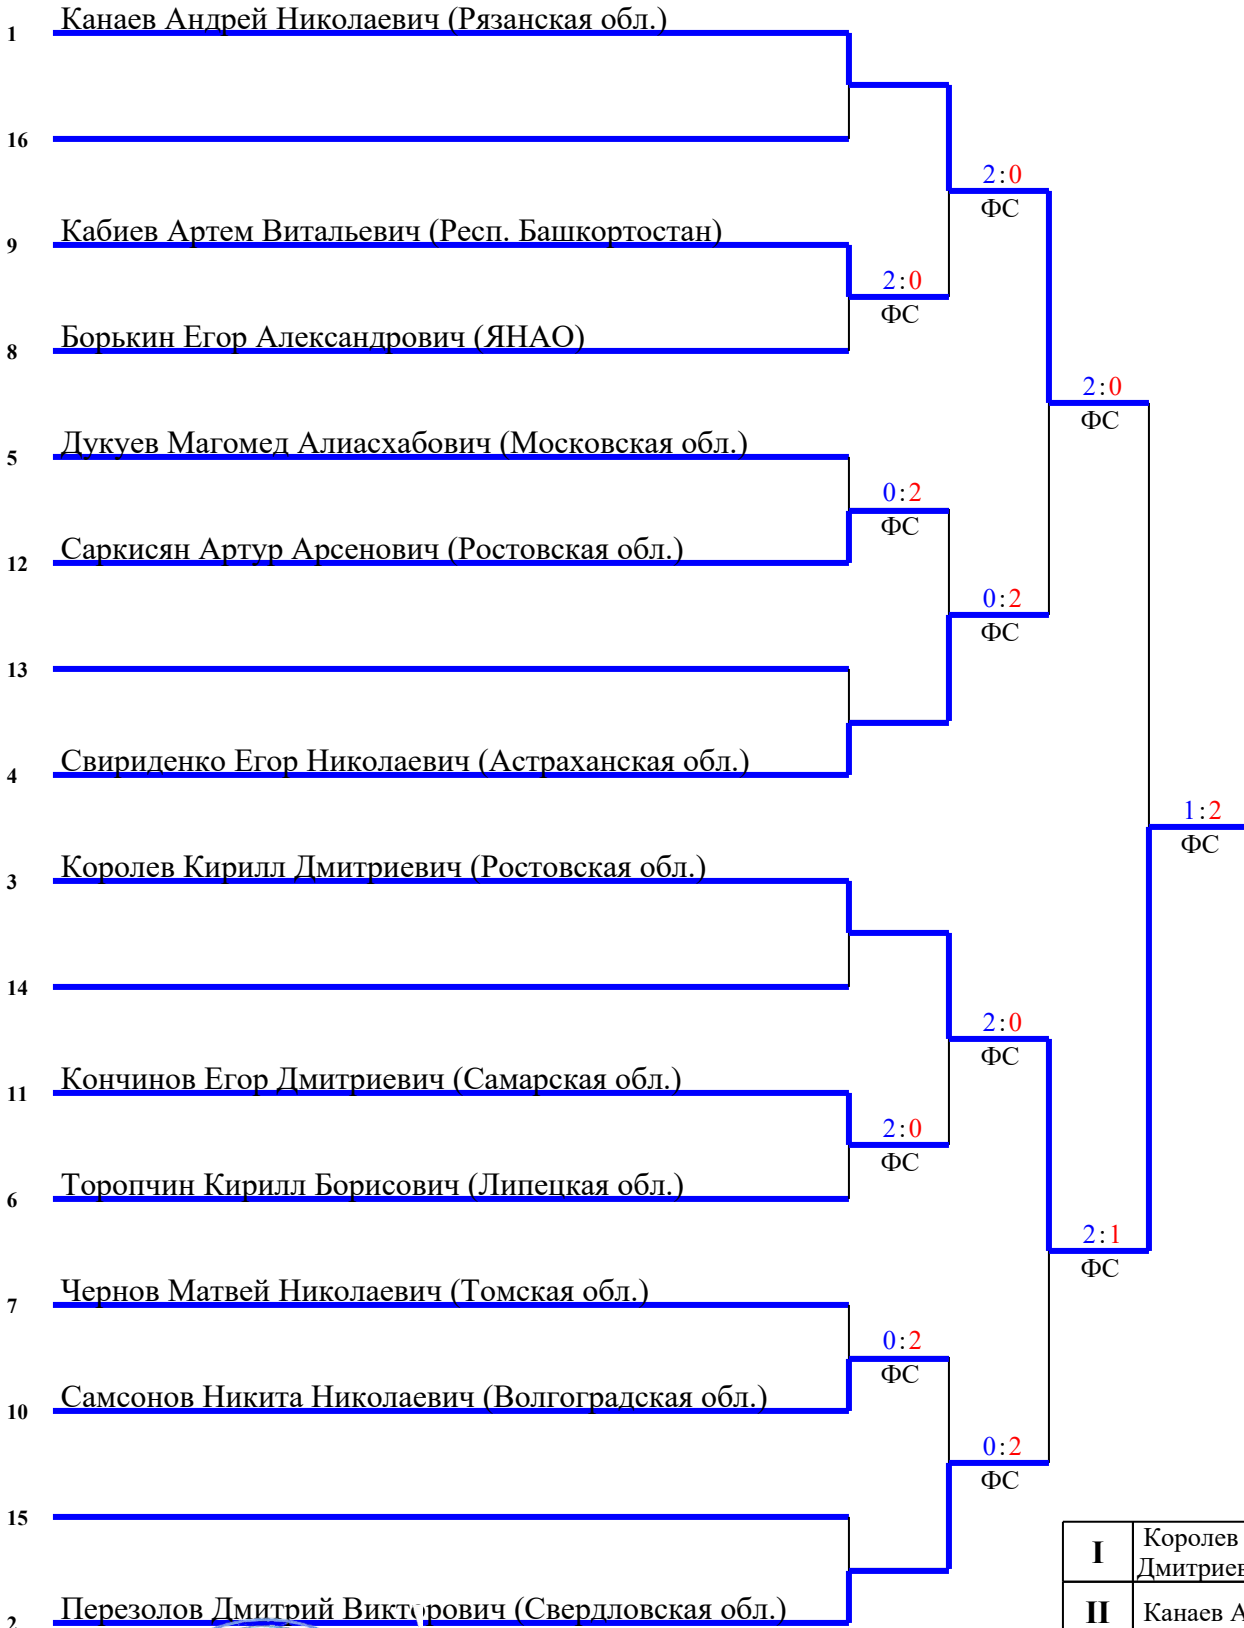 Канаев Андрей Николаевич (Рязанская обл.)
1
16
2:0
ФС
Кабиев Артем Витальевич (Респ. Башкортостан)
9
2:0
ФС
Борькин Егор Александрович (ЯНАО)
8
2:0
ФС
Дукуев Магомед Алиасхабович (Московская обл.)
5
0:2
ФС
Саркисян Артур Арсенович (Ростовская обл.)
12
0:2
ФС
13
Свириденко Егор Николаевич (Астраханская обл.)
4
1:2
ФС
Королев Кирилл Дмитриевич (Ростовская обл.)
3
14
2:0
ФС
Кончинов Егор Дмитриевич (Самарская обл.)
11
2:0
ФС
Торопчин Кирилл Борисович (Липецкая обл.)
6
2:1
ФС
Чернов Матвей Николаевич (Томская обл.)
7
0:2
ФС
Самсонов Никита Николаевич (Волгоградская обл.)
10
0:2
ФС
15
I Королев
Дмитриев
Перезолов Дмитрий Викторович (Свердловская обл.)
2
II Канаев А